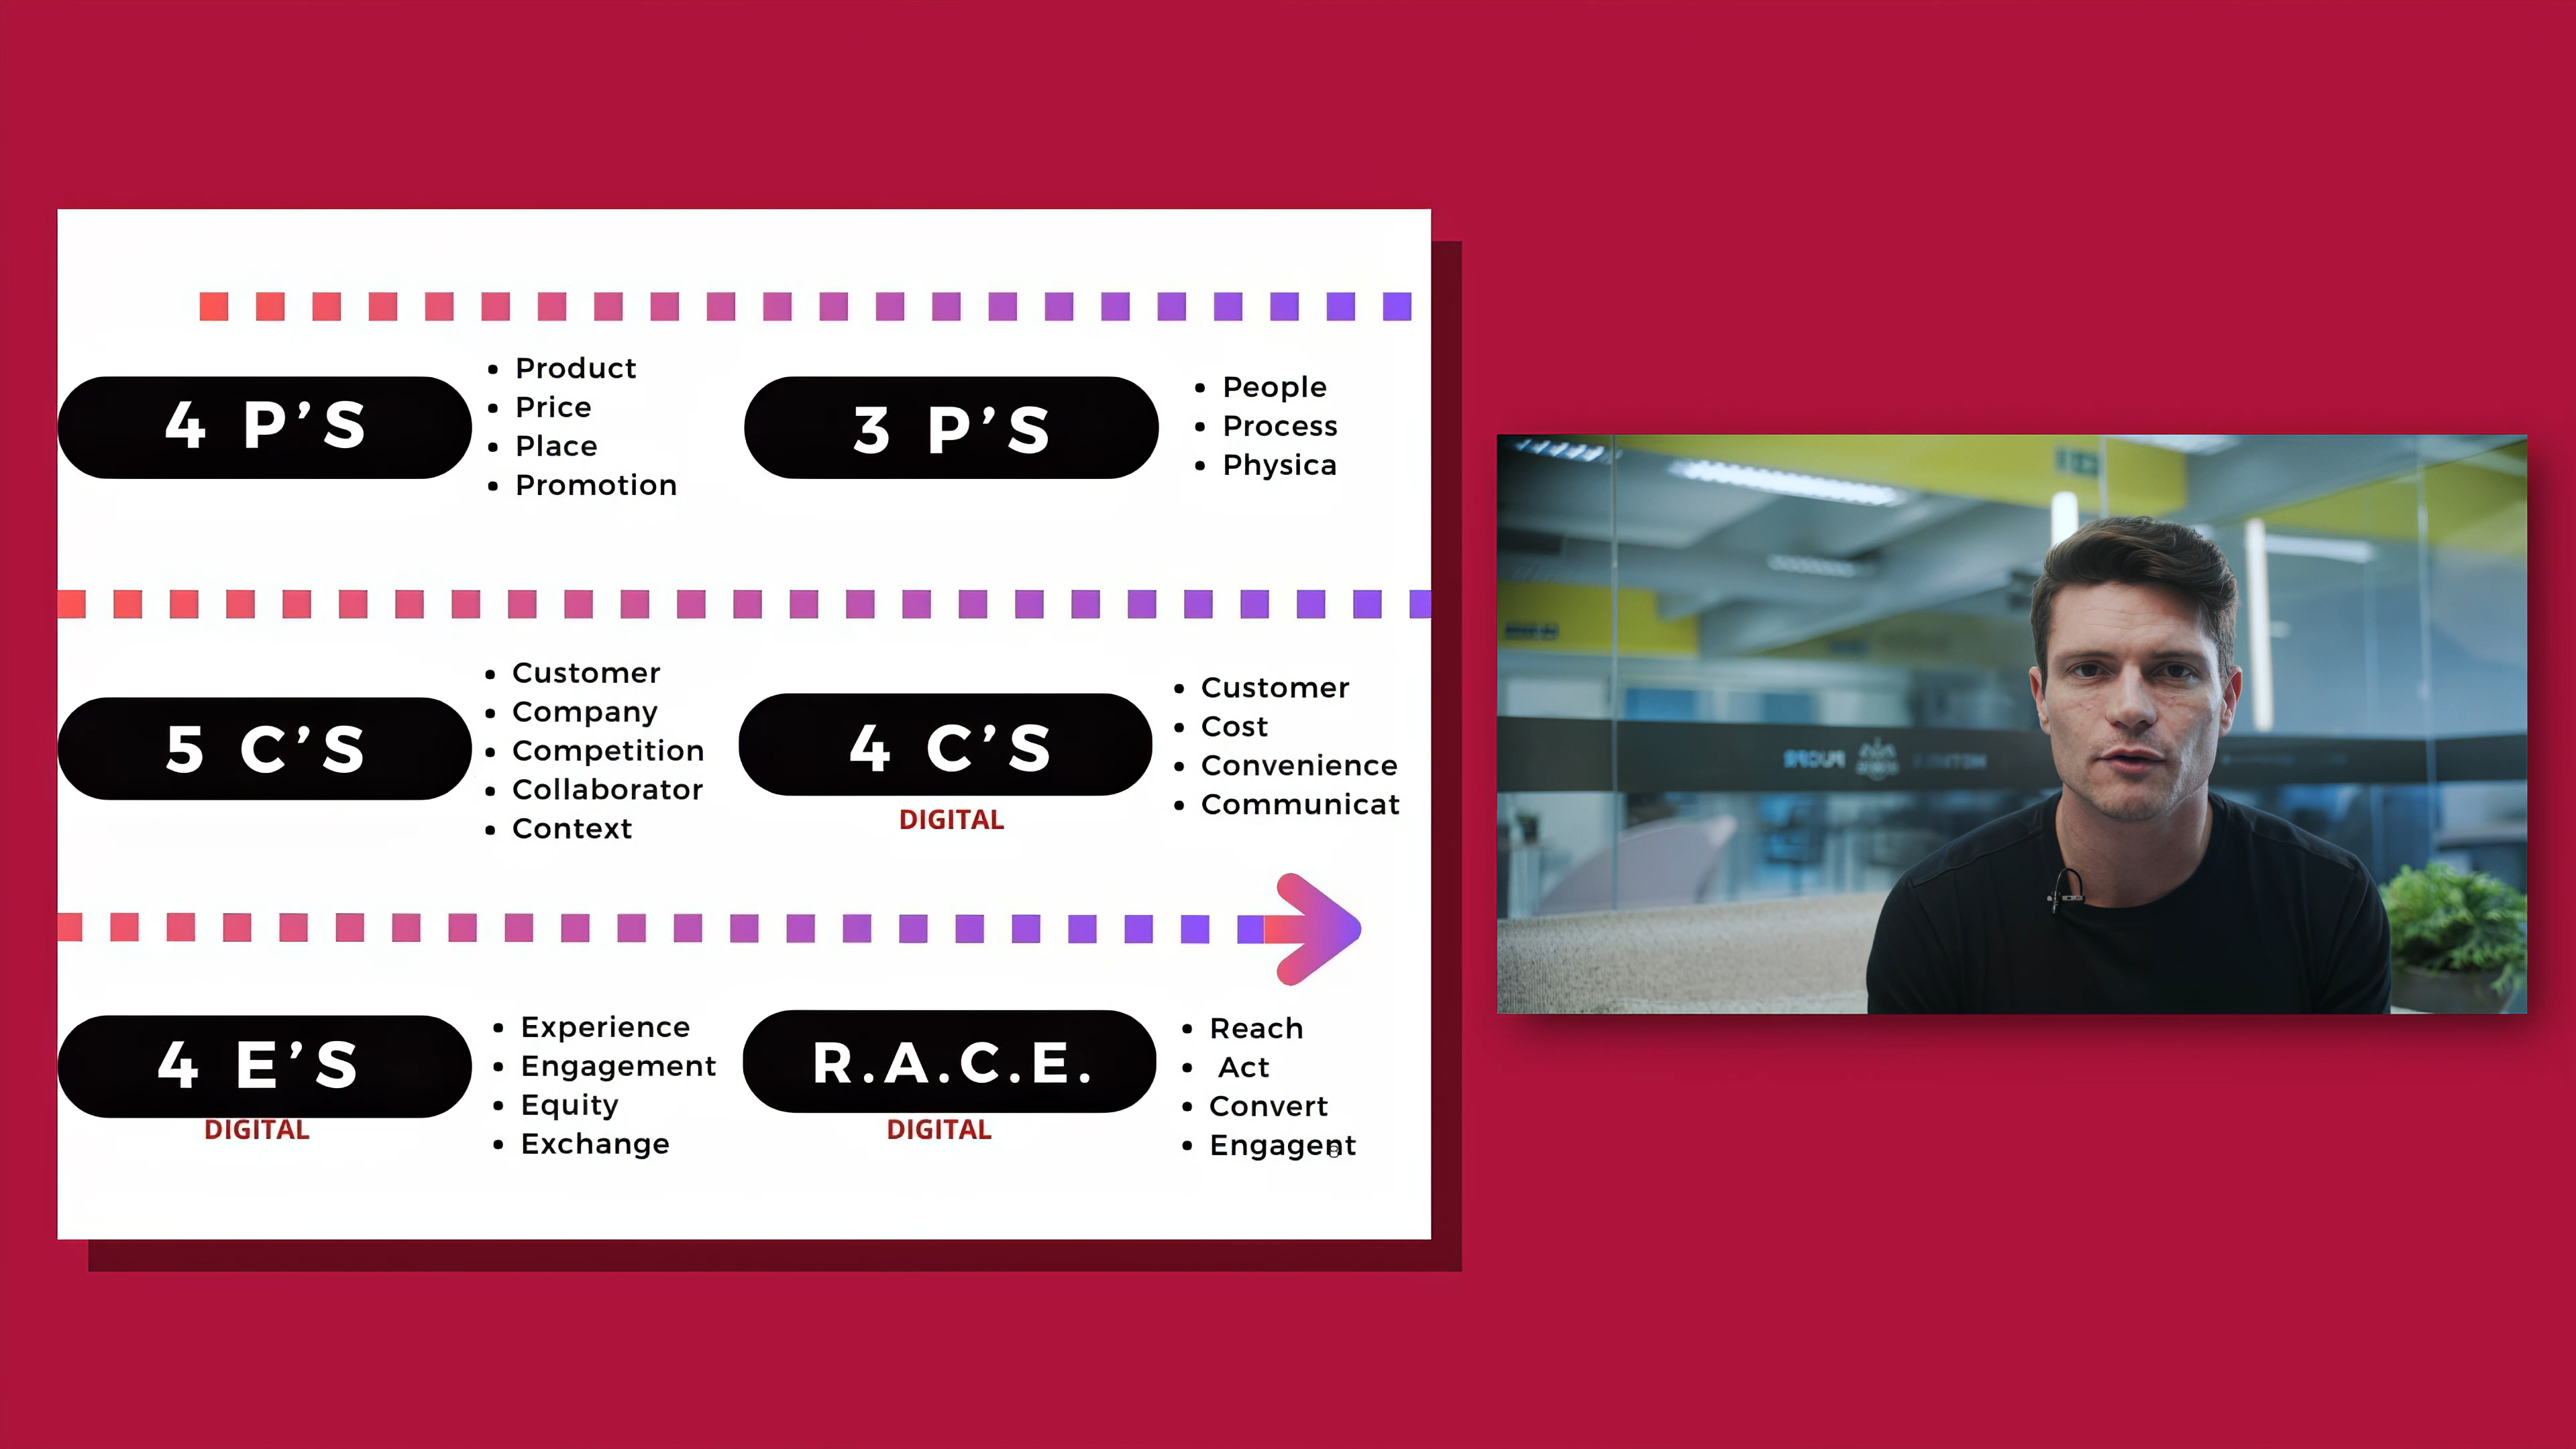 4 P’S
• Product
• Price
• Place
• Promotion
3 P’S
• People
• Process
• Physica
5 C’S
• Customer
• Company
• Competition
• Collaborator
• Context
4 C’S
DIGITAL
• Customer
• Cost
• Convenience
• Communicat
4 E’S
DIGITAL
• Experience
• Engagement
• Equity
• Exchange
R.A.C.E.
DIGITAL
• Reach
• Act
• Convert
• Engagent